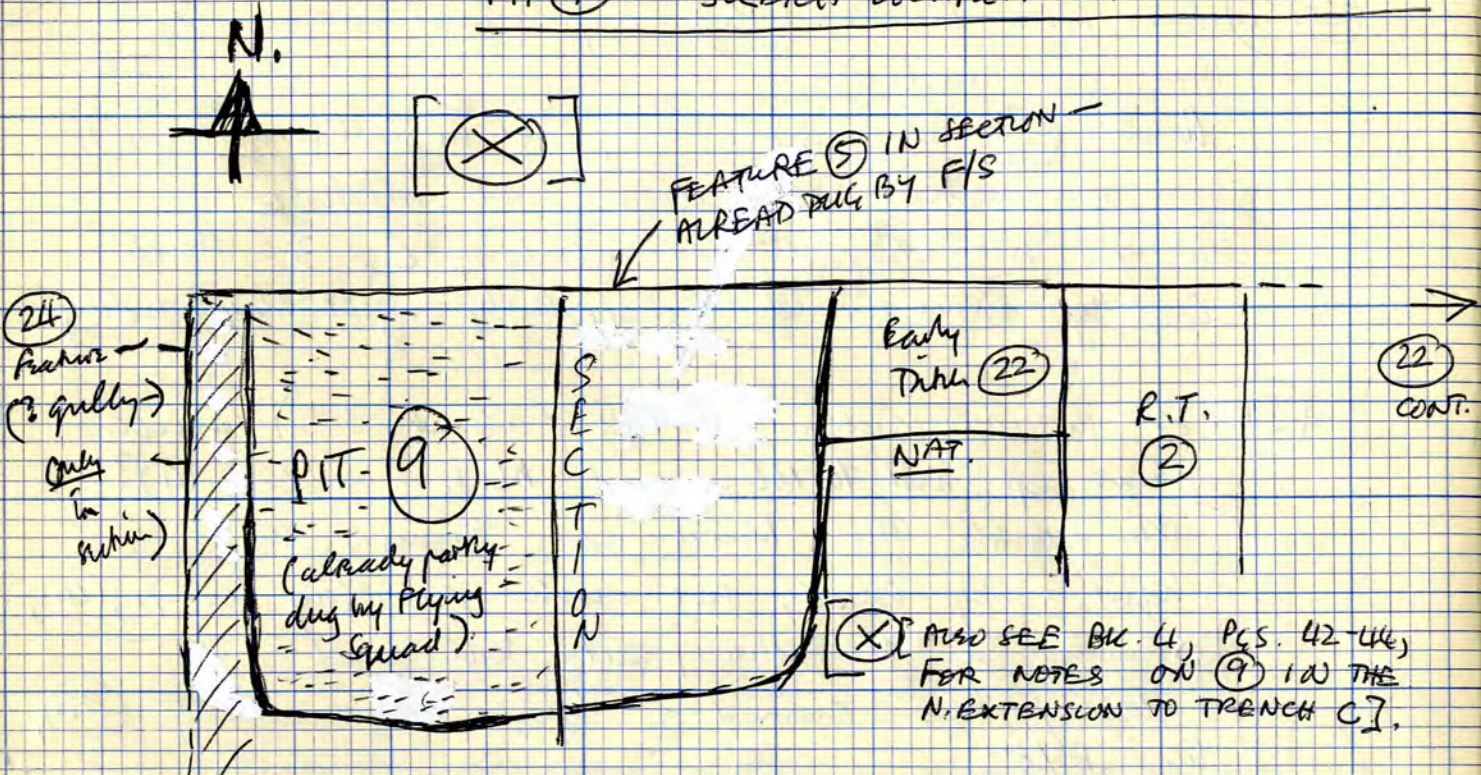 N.
[Ⓧ]
FEATURE ⑤ IN SECTION -
ALREAD DUG BY F/S
㉔
Feature
(? gully)
only
in
section)
PIT ⑨
(already partly
dug by Flying
Squad)
SECTION
Early
Ditch ㉒
NAT.
R.T.
②
㉒
CONT.
[Ⓧ [ALSO SEE BK. 4, PGS. 42-44,
FOR NOTES ON ⑨ IN THE
N. EXTENSION TO TRENCH C].